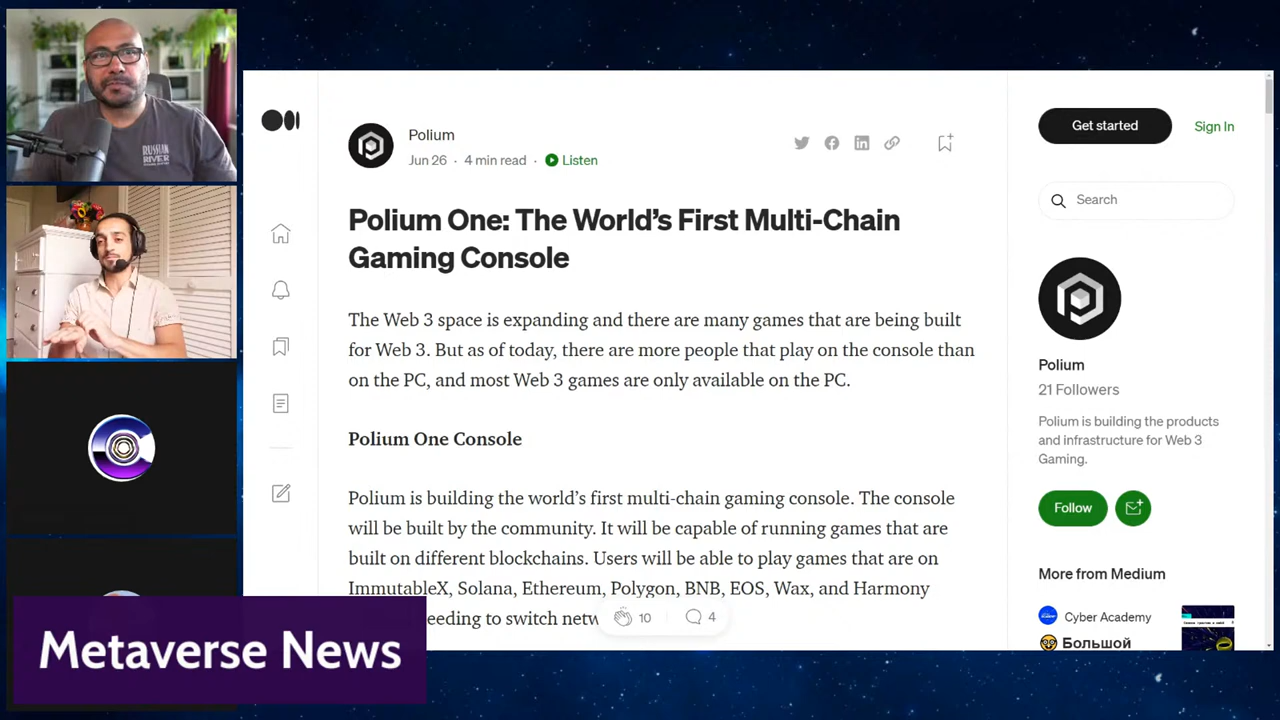 RUSSIAN
RIVER
Polium
Jun 26 · 4 min read · Listen
Polium One: The World’s First Multi-Chain
Gaming Console
The Web 3 space is expanding and there are many games that are being built
for Web 3. But as of today, there are more people that play on the console than
on the PC, and most Web 3 games are only available on the PC.
Polium One Console
Polium is building the world’s first multi-chain gaming console. The console
will be built by the community. It will be capable of running games that are
built on different blockchains. Users will be able to play games that are on
ImmutableX, Solana, Ethereum, Polygon, BNB, EOS, Wax, and Harmony
eeding to switch netw
10
4
Get started
Sign In
Search
Polium
21 Followers
Polium is building the products
and infrastructure for Web 3
Gaming.
Follow
More from Medium
Cyber Academy
Большой
Metaverse News